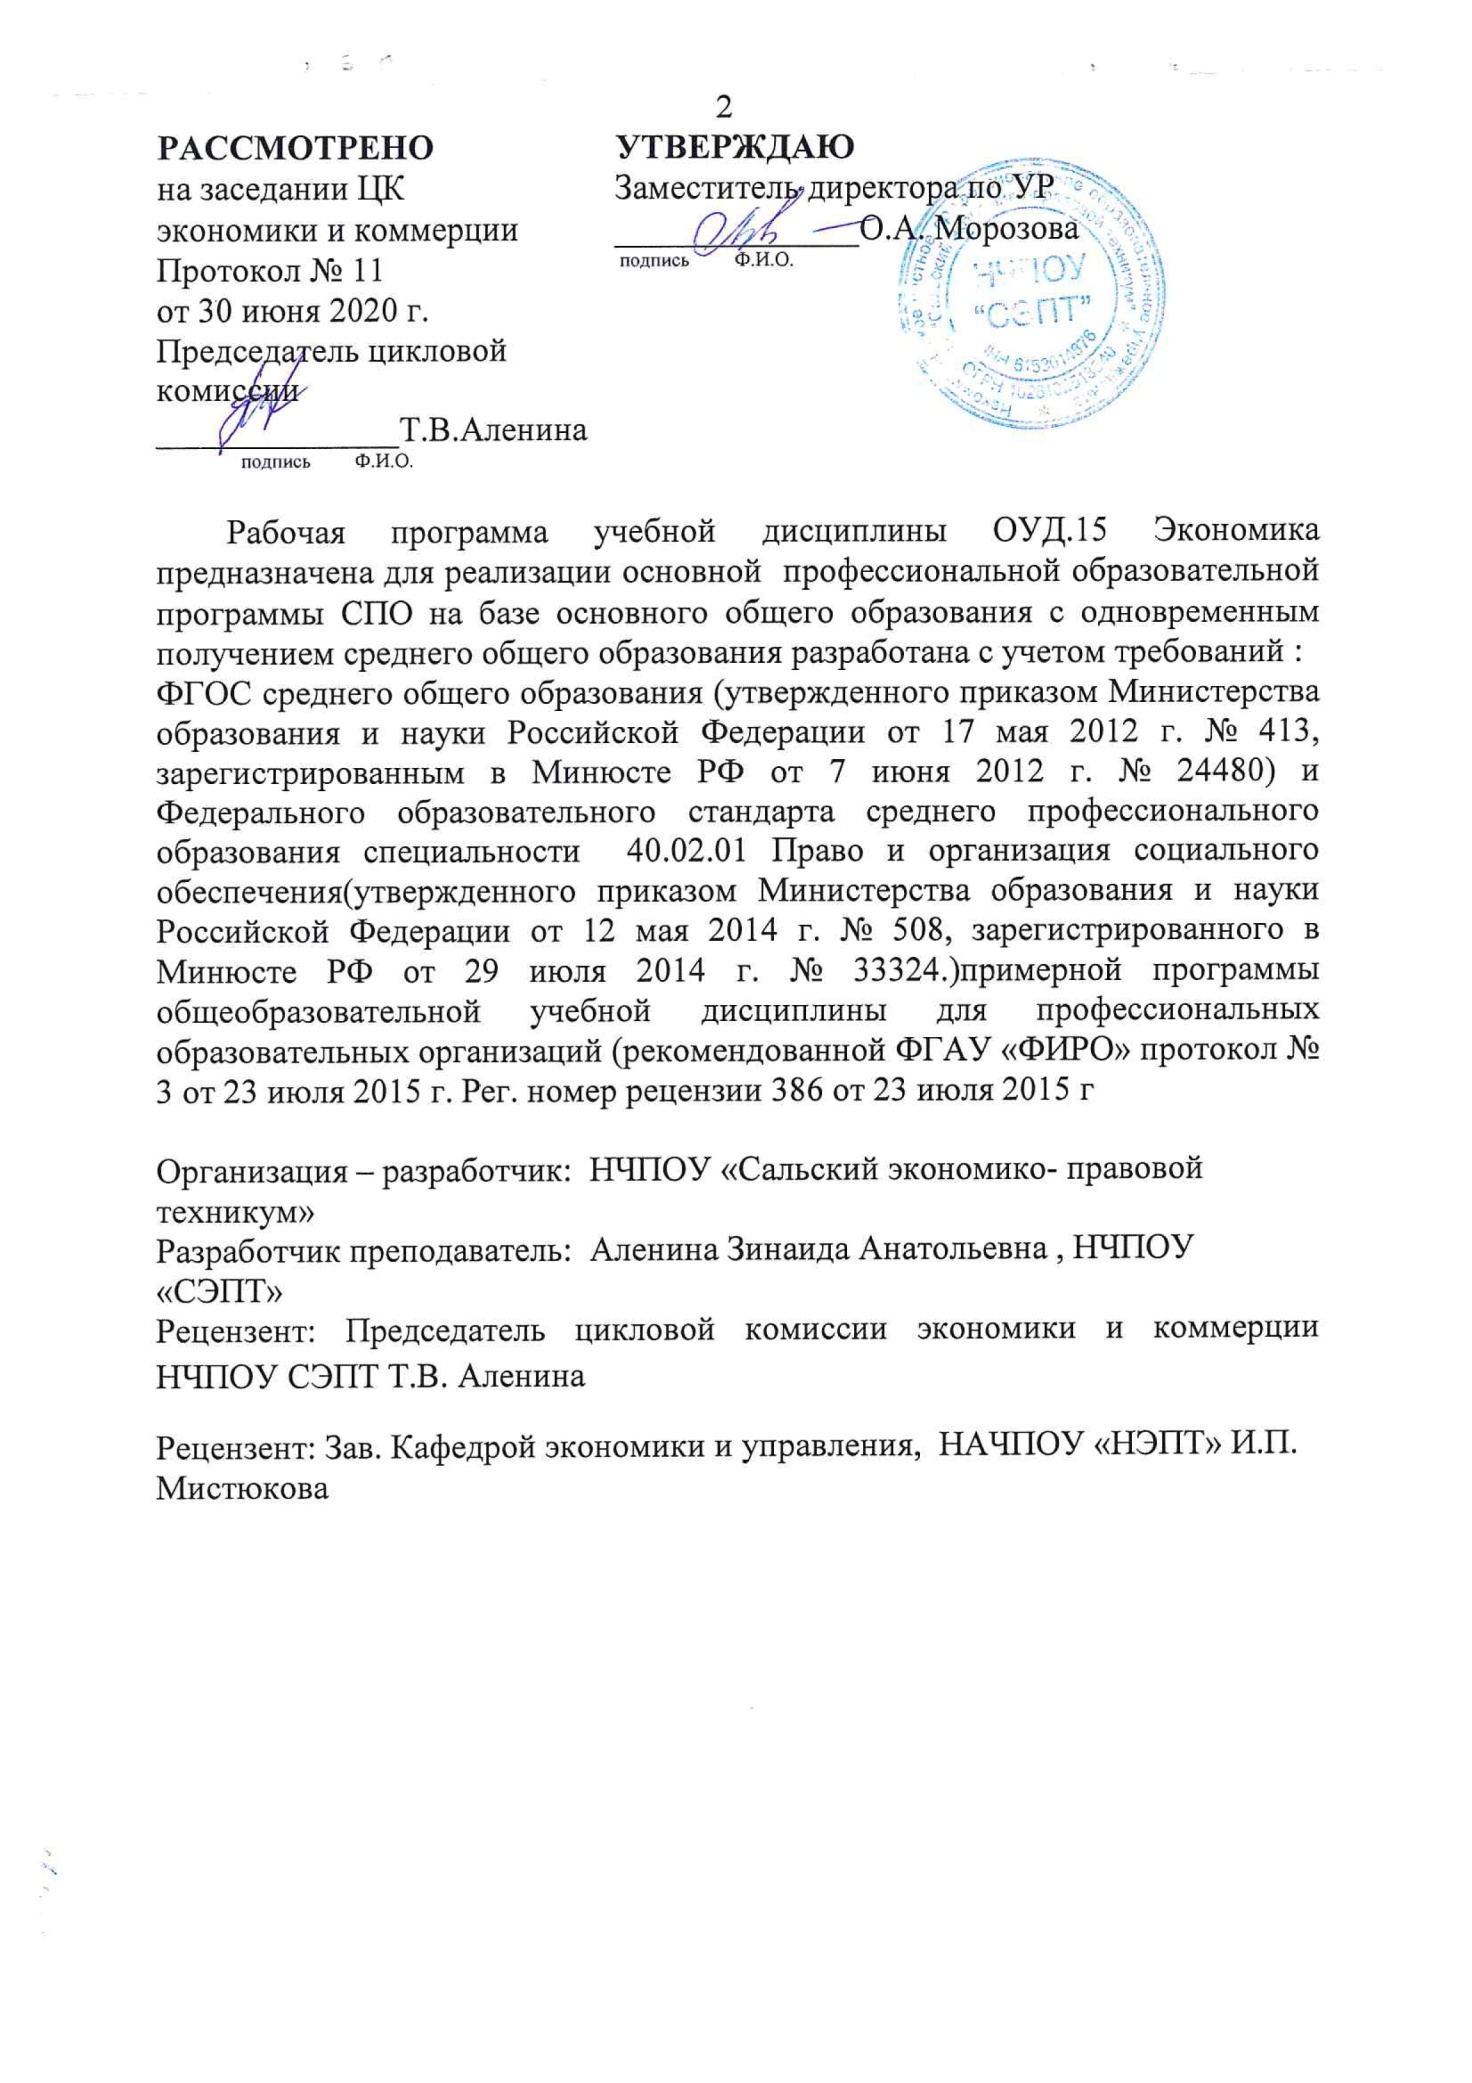 2
РАССМОТРЕНО
на заседании ЦК
экономики и коммерции
Протокол № 11
от 30 июня 2020 г.
Председатель цикловой
комиссии
________________Т.В.Аленина
подпись Ф.И.О.
УТВЕРЖДАЮ
Заместитель директора по УР
________________О.А. Морозова
подпись Ф.И.О.
НЧПОУ
“СЭПТ”
Рабочая программа учебной дисциплины ОУД.15 Экономика
предназначена для реализации основной профессиональной образовательной
программы СПО на базе основного общего образования с одновременным
получением среднего общего образования разработана с учетом требований :
ФГОС среднего общего образования (утвержденного приказом Министерства
образования и науки Российской Федерации от 17 мая 2012 г. № 413,
зарегистрированным в Минюсте РФ от 7 июня 2012 г. № 24480) и
Федерального образовательного стандарта среднего профессионального
образования специальности 40.02.01 Право и организация социального
обеспечения(утвержденного приказом Министерства образования и науки
Российской Федерации от 12 мая 2014 г. № 508, зарегистрированного в
Минюсте РФ от 29 июля 2014 г. № 33324.)примерной программы
общеобразовательной учебной дисциплины для профессиональных
образовательных организаций (рекомендованной ФГАУ «ФИРО» протокол №
3 от 23 июля 2015 г. Рег. номер рецензии 386 от 23 июля 2015 г
Организация – разработчик: НЧПОУ «Сальский экономико- правовой
техникум»
Разработчик преподаватель: Аленина Зинаида Анатольевна , НЧПОУ
«СЭПТ»
Рецензент: Председатель цикловой комиссии экономики и коммерции
НЧПОУ СЭПТ Т.В. Аленина
Рецензент: Зав. Кафедрой экономики и управления, НАЧПОУ «НЭПТ» И.П.
Мистюкова